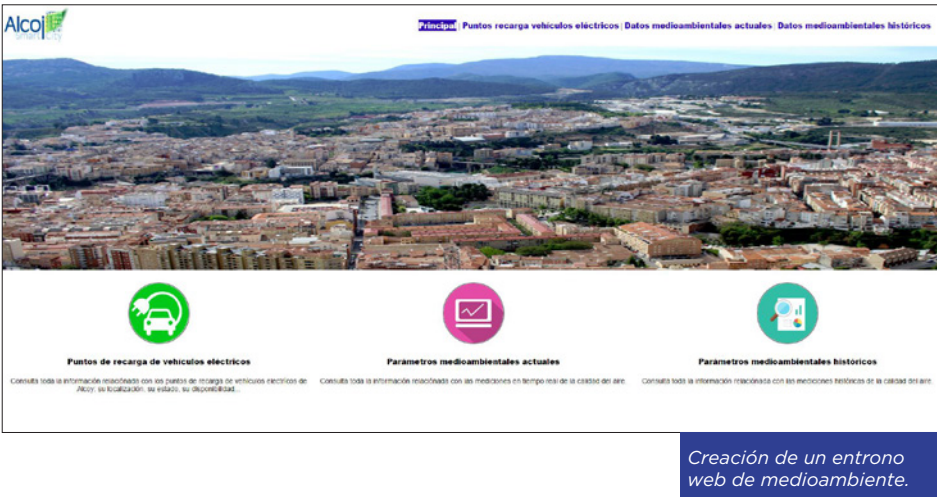 Alcoj
smart city
Principal | Puntos recarga vehículos eléctricos | Datos medioambientales actuales | Datos medioambientales históricos
Puntos de recarga de vehículos eléctricos
Consulta toda la información relaciónada con los puntos de recarga de vehículos eléctricos de
Alcoy: su localización, su estado, su disponibilidad...
Parámetros medioambientales actuales
Consulta toda la información relaciónada con las mediciones en tiempo real de la calidad del aire.
Parámetros medioambientales históricos
Consulta toda la información relaciónada con las mediciones históricas de la calidad del aire.
Creación de un entrono
web de medioambiente.